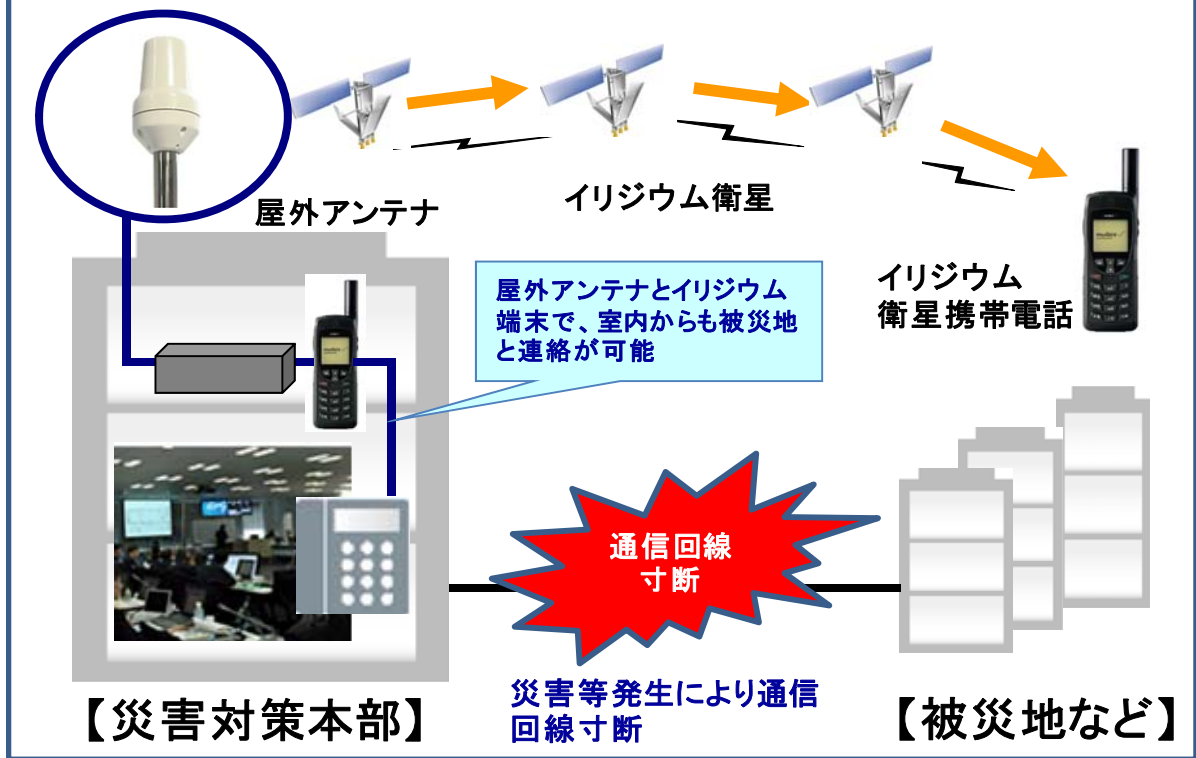 屋外アンテナ
イリジウム衛星
イリジウム
衛星携帯電話
屋外アンテナとイリジウム
端末で、室内からも被災地
と連絡が可能
通信回線
寸断
災害等発生により通信
回線寸断
【災害対策本部】
【被災地など】